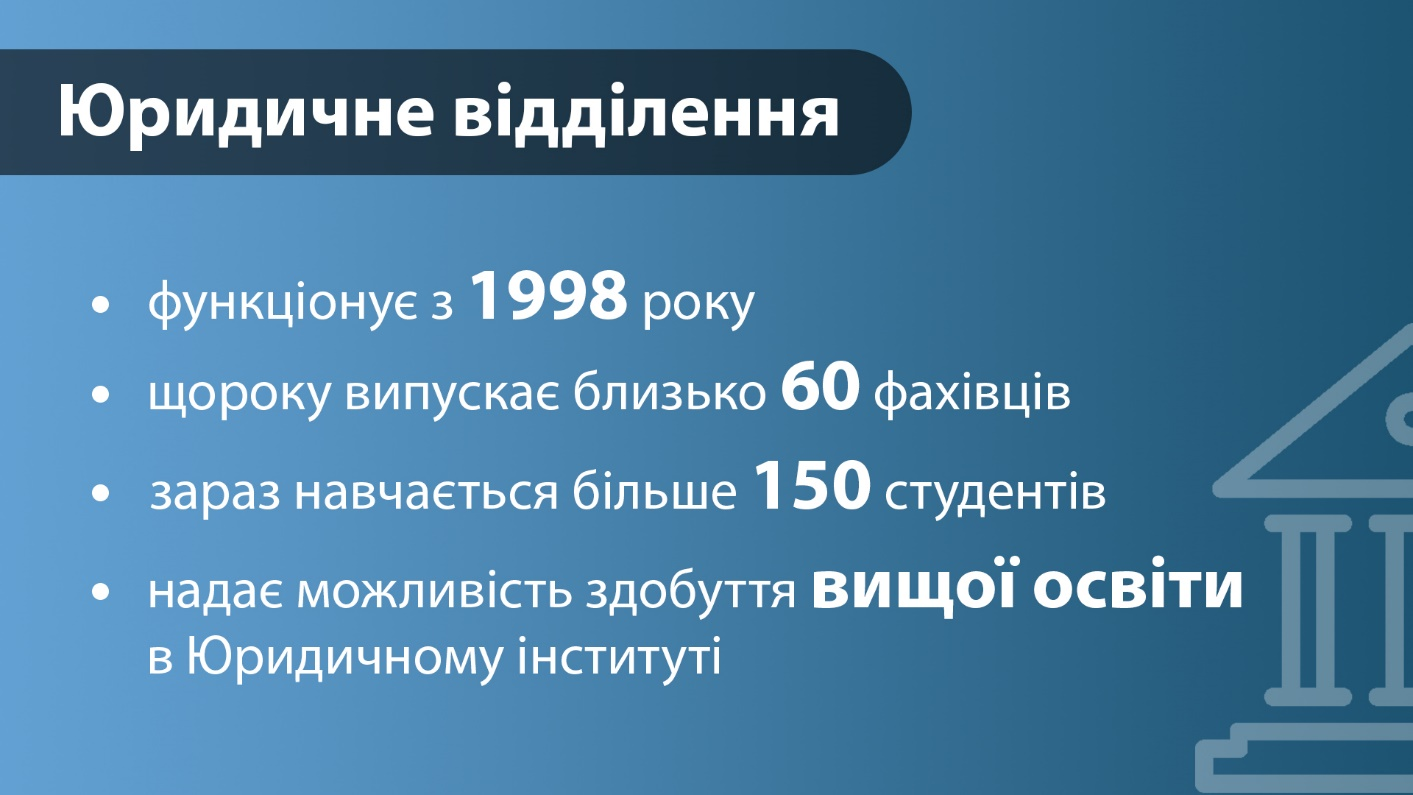 Юридичне відділення
• функціонує з 1998 року
• щороку випускає близько 60 фахівців
• зараз навчається більше 150 студентів
• надає можливість здобуття вищої освіти
в Юридичному інституті